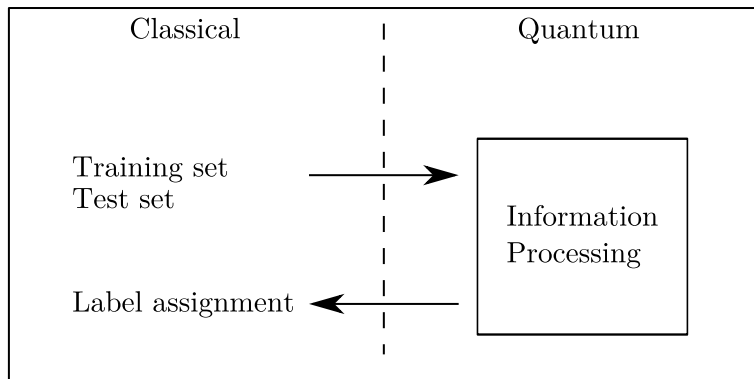 Classical
Quantum
Training set
Test set
Information
Processing
Label assignment